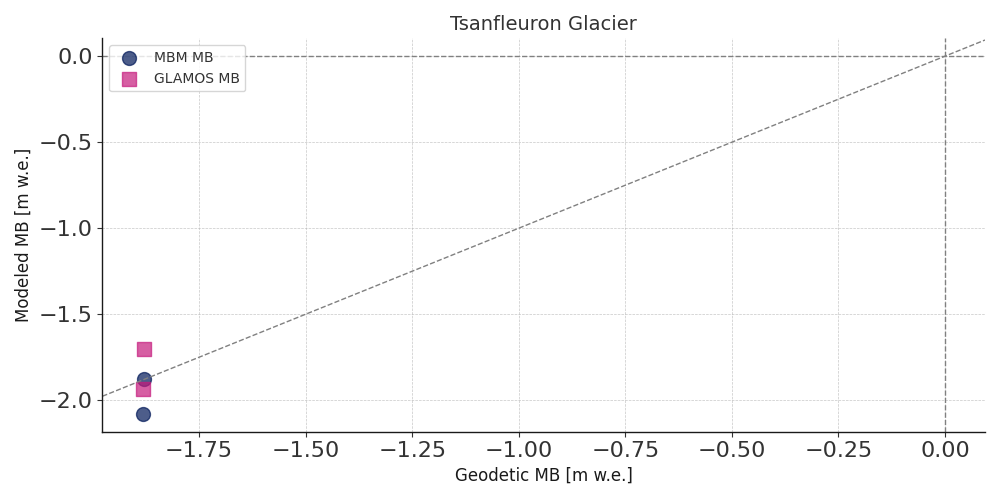 Tsanfleuron Glacier
MBM MB
GLAMOS MB
Modeled MB [m w.e.]
0.0
−0.5
−1.0
−1.5
−2.0
−1.75
−1.50
−1.25
−1.00
−0.75
−0.50
−0.25
0.00
Geodetic MB [m w.e.]